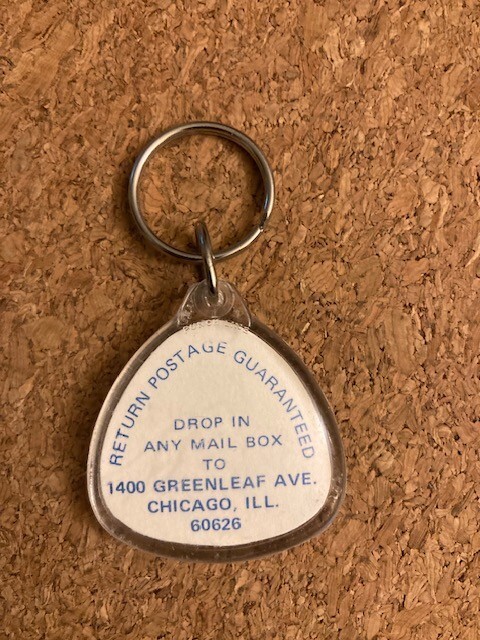 RETURN POSTAGE GUARANTEED
DROP IN
ANY MAIL BOX
TO
1400 GREENLEAF AVE.
CHICAGO, ILL.
60626